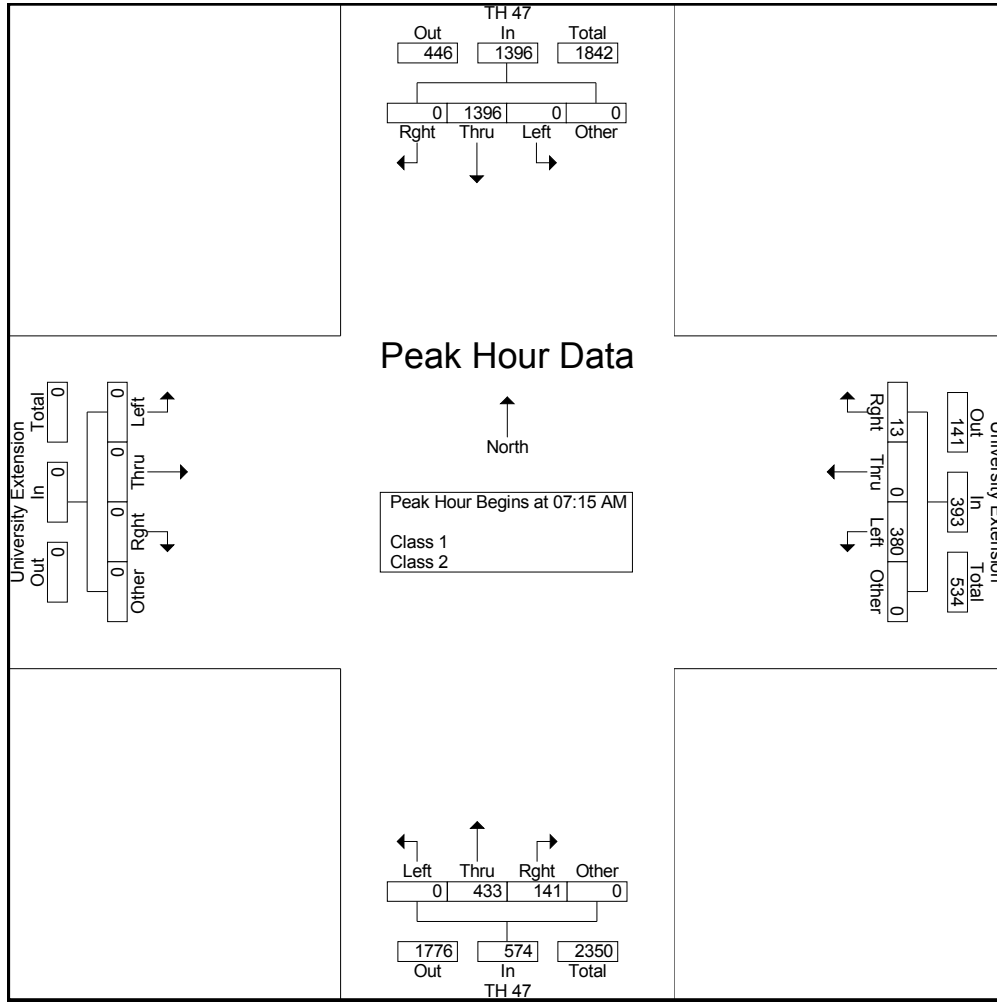 TH 47
Out In Total
446 1396 1842
0 1396 0 0
Rght Thru Left Other
Peak Hour Data
North
Peak Hour Begins at 07:15 AM
Class 1
Class 2
University Extension
Total In Out
0 0 0
0 0 0 0
Left Thru Rght Other
Rght Thru Left Other
13 0 380 0
141 393 534
Out In Total
University Extension
Left Thru Rght Other
0 433 141 0
1776 574 2350
Out In Total
TH 47